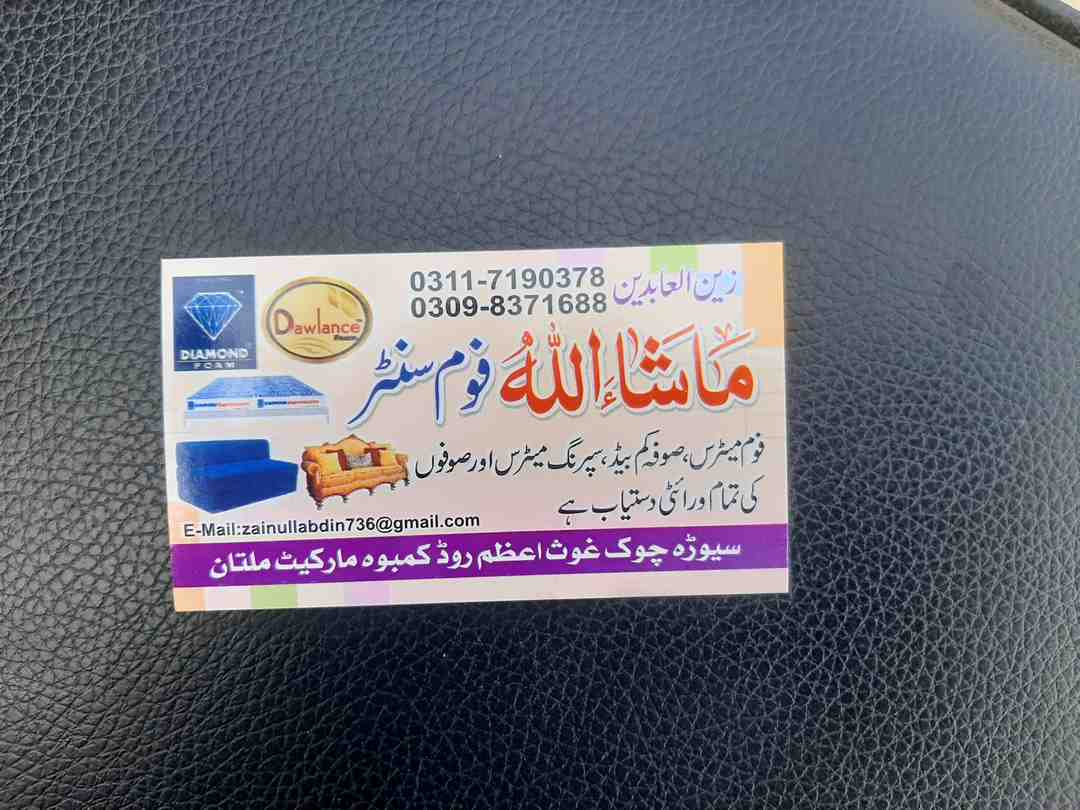 زین العابدین
0311-7190378
0309-8371688
DIAMOND
FOAM
Dawlance
ماشاءاللہ فوم سنٹر
فوم میٹرس، صوفہ کم بیڈ، سپرنگ میٹرس اور صوفوں
کی تمام ورائٹی دستیاب ہے
E-Mail:zainullabdin736@gmail.com
سیوڑہ چوک غوث اعظم روڈ کمبوہ مارکیٹ ملتان